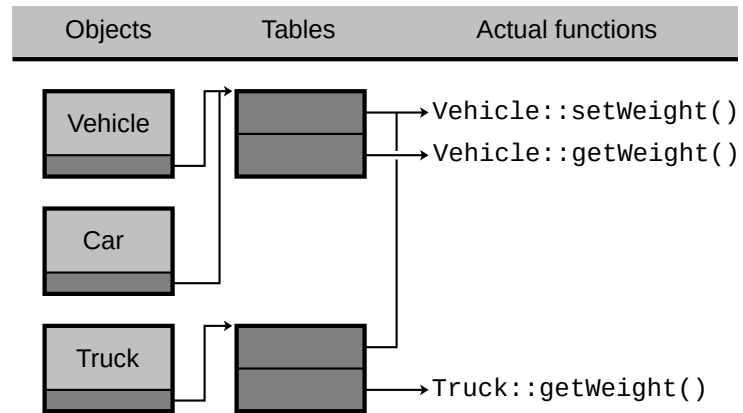 Objects Tables Actual functions
Vehicle
Vehicle::setWeight()
Vehicle::getWeight()
Car
Truck
Truck::getWeight()